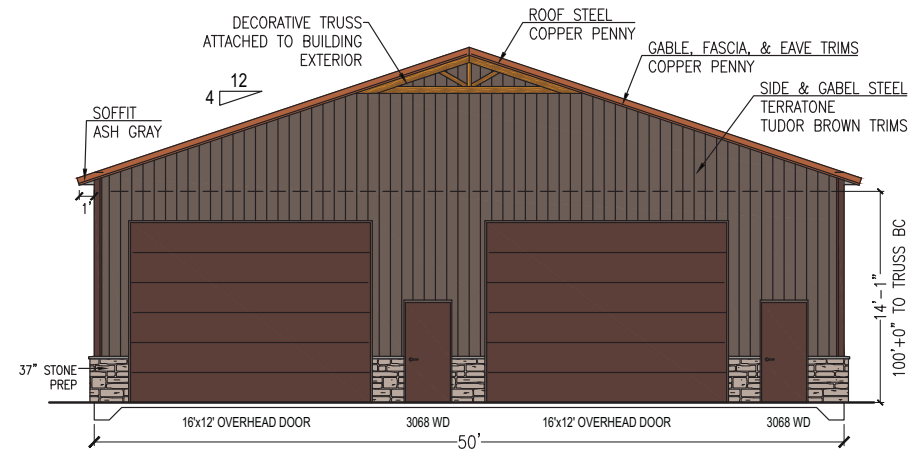 DECORATIVE TRUSS
ATTACHED TO BUILDING
EXTERIOR
ROOF STEEL
COPPER PENNY
GABLE, FASCIA, & EAVE TRIMS
COPPER PENNY
12
4
SIDE & GABEL STEEL
TERRATONE
TUDOR BROWN TRIMS
SOFFIT
ASH GRAY
1'
14'-1"
100'+0" TO TRUSS BC
37" STONE
PREP
16'x12' OVERHEAD DOOR
3068 WD
16'x12' OVERHEAD DOOR
3068 WD
50'